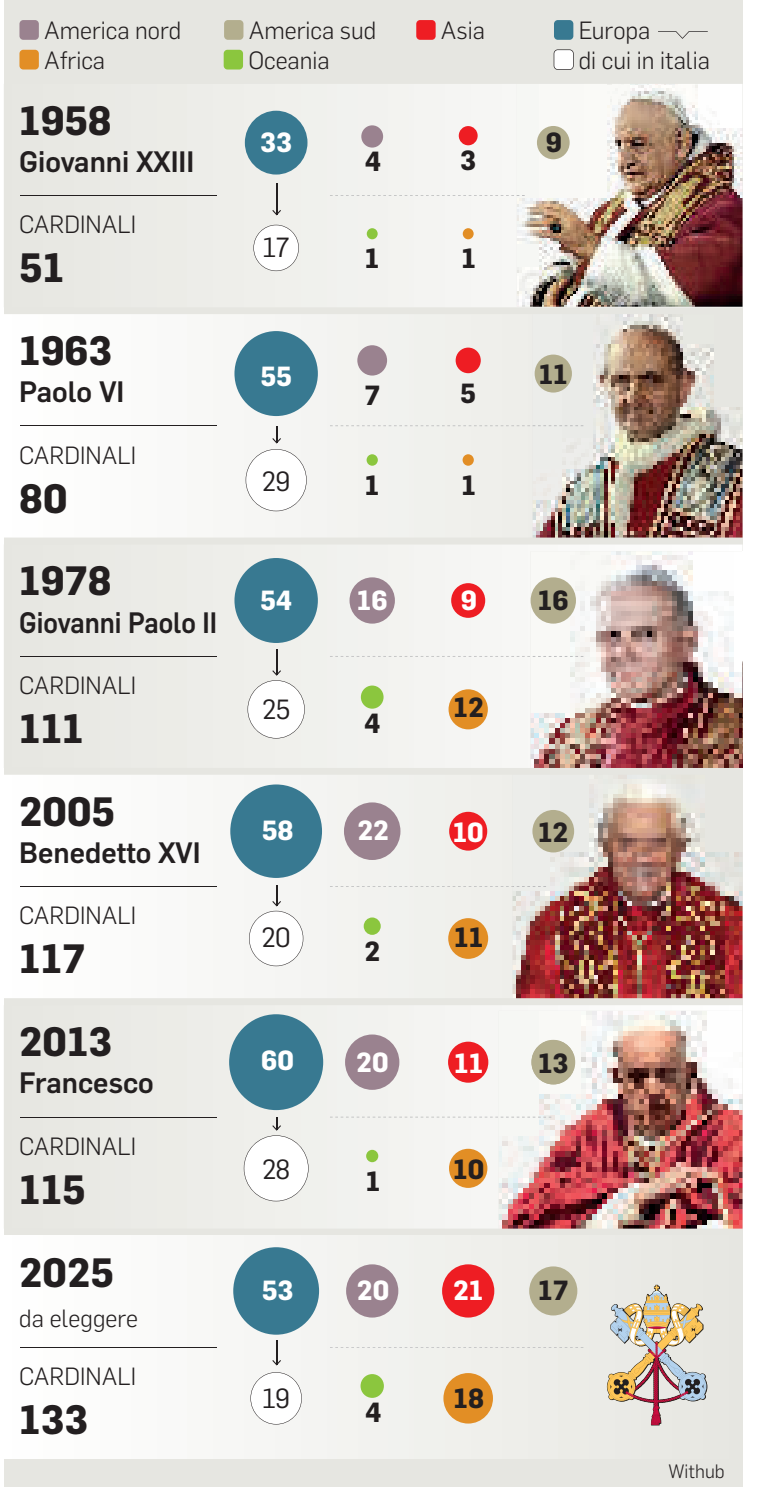 America nord America sud Asia Europa
Africa Oceania di cui in italia
1958
Giovanni XXIII
33 4 3 9
CARDINALI
51
17 1 1
1963
Paolo VI
55 7 5 11
CARDINALI
80
29 1 1
1978
Giovanni Paolo II
54 16 9 16
CARDINALI
111
25 4 12
2005
Benedetto XVI
58 22 10 12
CARDINALI
117
20 2 11
2013
Francesco
60 20 11 13
CARDINALI
115
28 1 10
2025
da eleggere
53 20 21 17
CARDINALI
133
19 4 18
Withub